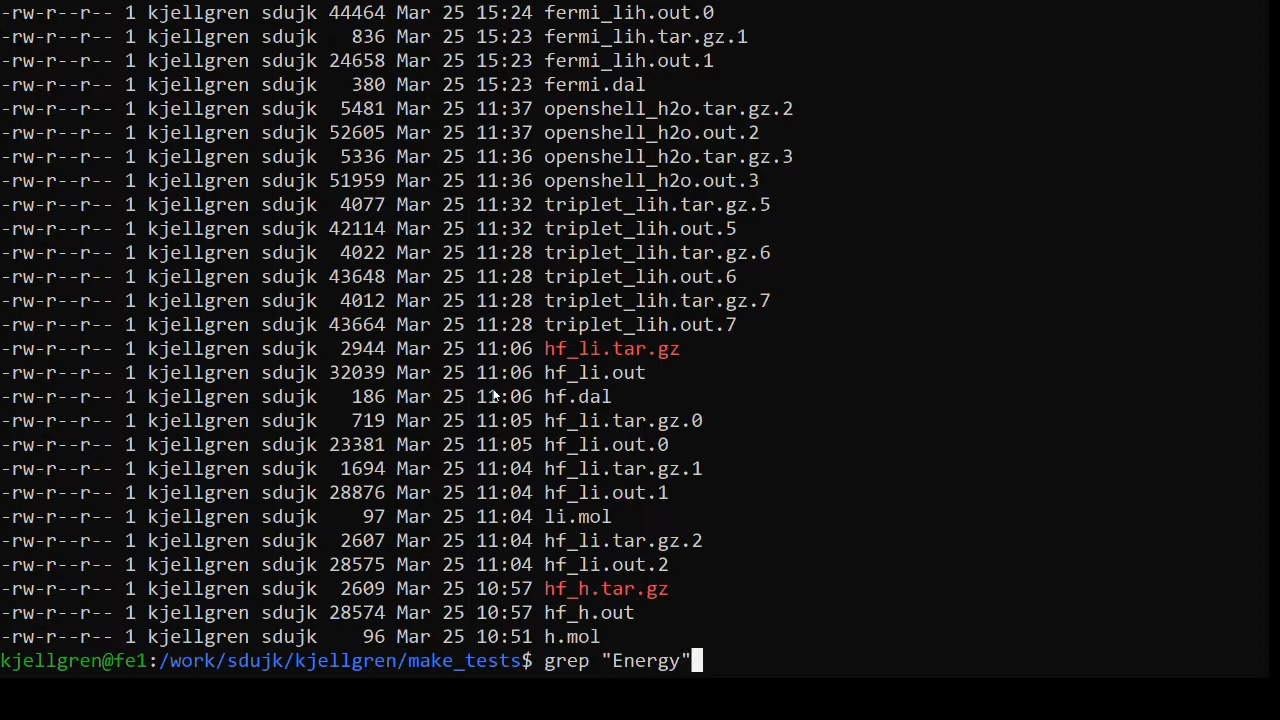 -rw-r--r-- 1 kjellgren sdujk 44464 Mar 25 15:24 fermi_lih.out.0
-rw-r--r-- 1 kjellgren sdujk   836 Mar 25 15:23 fermi_lih.tar.gz.1
-rw-r--r-- 1 kjellgren sdujk 24658 Mar 25 15:23 fermi_lih.out.1
-rw-r--r-- 1 kjellgren sdujk   380 Mar 25 15:23 fermi.dal
-rw-r--r-- 1 kjellgren sdujk  5481 Mar 25 11:37 openshell_h2o.tar.gz.2
-rw-r--r-- 1 kjellgren sdujk 52605 Mar 25 11:37 openshell_h2o.out.2
-rw-r--r-- 1 kjellgren sdujk  5336 Mar 25 11:36 openshell_h2o.tar.gz.3
-rw-r--r-- 1 kjellgren sdujk 51959 Mar 25 11:36 openshell_h2o.out.3
-rw-r--r-- 1 kjellgren sdujk  4077 Mar 25 11:32 triplet_lih.tar.gz.5
-rw-r--r-- 1 kjellgren sdujk 42114 Mar 25 11:32 triplet_lih.out.5
-rw-r--r-- 1 kjellgren sdujk  4022 Mar 25 11:28 triplet_lih.tar.gz.6
-rw-r--r-- 1 kjellgren sdujk 43648 Mar 25 11:28 triplet_lih.out.6
-rw-r--r-- 1 kjellgren sdujk  4012 Mar 25 11:28 triplet_lih.tar.gz.7
-rw-r--r-- 1 kjellgren sdujk 43664 Mar 25 11:28 triplet_lih.out.7
-rw-r--r-- 1 kjellgren sdujk  2944 Mar 25 11:06 hf_li.tar.gz
-rw-r--r-- 1 kjellgren sdujk 32039 Mar 25 11:06 hf_li.out
-rw-r--r-- 1 kjellgren sdujk   186 Mar 25 11:06 hf.dal
-rw-r--r-- 1 kjellgren sdujk   719 Mar 25 11:05 hf_li.tar.gz.0
-rw-r--r-- 1 kjellgren sdujk 23381 Mar 25 11:05 hf_li.out.0
-rw-r--r-- 1 kjellgren sdujk  1694 Mar 25 11:04 hf_li.tar.gz.1
-rw-r--r-- 1 kjellgren sdujk 28876 Mar 25 11:04 hf_li.out.1
-rw-r--r-- 1 kjellgren sdujk    97 Mar 25 11:04 li.mol
-rw-r--r-- 1 kjellgren sdujk  2607 Mar 25 11:04 hf_li.tar.gz.2
-rw-r--r-- 1 kjellgren sdujk 28575 Mar 25 11:04 hf_li.out.2
-rw-r--r-- 1 kjellgren sdujk  2609 Mar 25 10:57 hf_h.tar.gz
-rw-r--r-- 1 kjellgren sdujk 28574 Mar 25 10:57 hf_h.out
-rw-r--r-- 1 kjellgren sdujk    96 Mar 25 10:51 h.mol
kjellgren@fe1:/work/sdujk/kjellgren/make_tests$ grep "Energy"